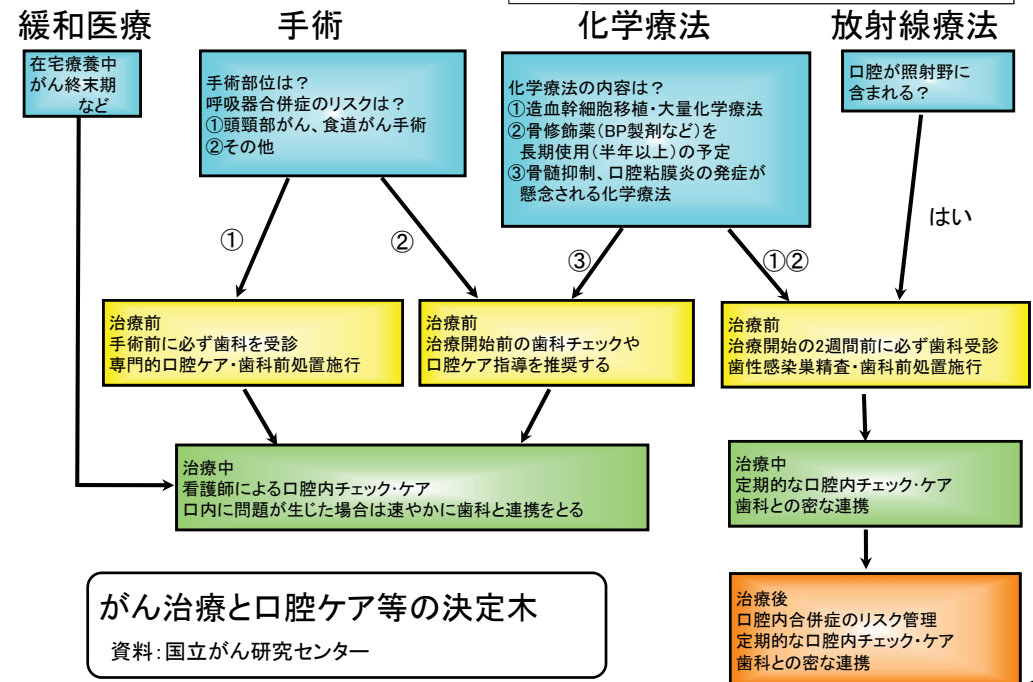 緩和医療
手術
化学療法
放射線療法
在宅療養中
がん終末期
など
手術部位は？
呼吸器合併症のリスクは？
①頭頸部がん、食道がん手術
②その他
化学療法の内容は？
①造血幹細胞移植・大量化学療法
②骨修飾薬(BP製剤など)を
長期使用(半年以上)の予定
③骨髄抑制、口腔粘膜炎の発症が
懸念される化学療法
口腔が照射野に
含まれる？
①
②
③
①②
はい
治療前
手術前に必ず歯科を受診
専門的口腔ケア・歯科前処置施行
治療前
治療開始前の歯科チェックや
口腔ケア指導を推奨する
治療前
治療開始の2週間前に必ず歯科受診
歯性感染巣精査・歯科前処置施行
治療中
看護師による口腔内チェック・ケア
口内に問題が生じた場合は速やかに歯科と連携をとる
治療中
定期的な口腔内チェック・ケア
歯科との密な連携
治療後
口腔内合併症のリスク管理
定期的な口腔内チェック・ケア
歯科との密な連携
がん治療と口腔ケア等の決定木
資料：国立がん研究センター